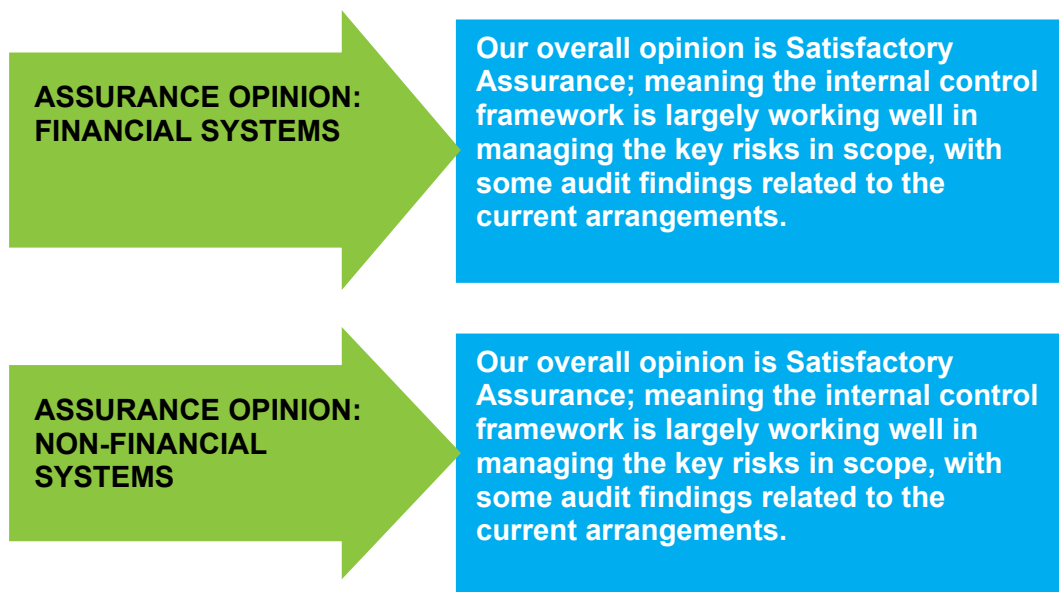 ASSURANCE OPINION:
FINANCIAL SYSTEMS
Our overall opinion is Satisfactory
Assurance; meaning the internal control
framework is largely working well in
managing the key risks in scope, with
some audit findings related to the
current arrangements.
ASSURANCE OPINION:
NON-FINANCIAL
SYSTEMS
Our overall opinion is Satisfactory
Assurance; meaning the internal control
framework is largely working well in
managing the key risks in scope, with
some audit findings related to the
current arrangements.